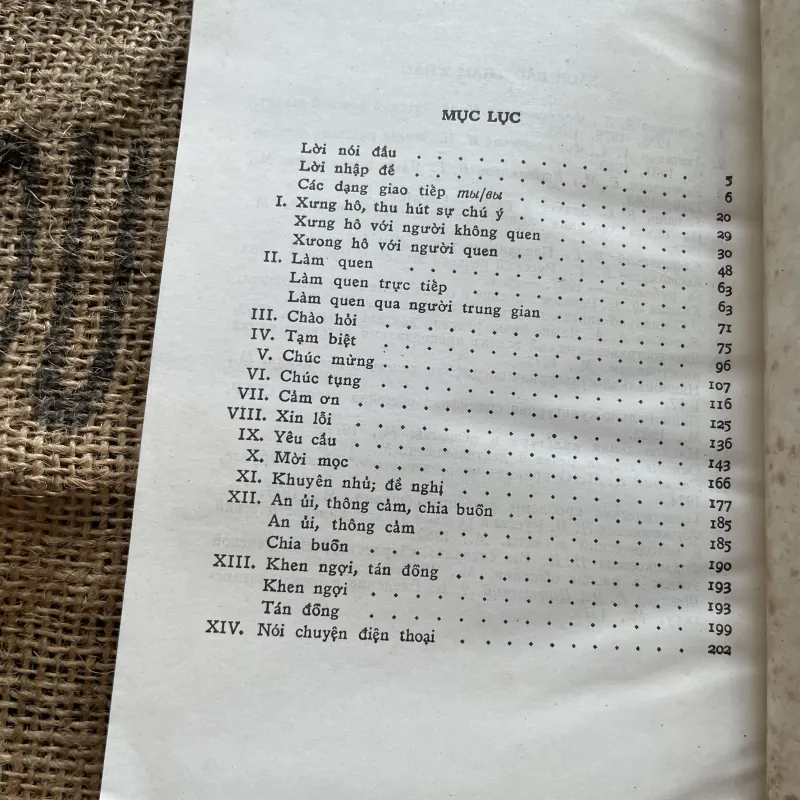 MỤC LỤC
Lời nói đầu . . . . . . . . . . . . . 5
Lời nhập đề . . . . . . . . . . . . . 6
Các dạng giao tiếp ты/вы . . . . . . . . . 20
I. Xưng hô, thu hút sự chú ý . . . . . . . . . 29
Xưng hô với người không quen . . . . . . . 30
Xưong hô với người quen . . . . . . . . . 48
II. Làm quen . . . . . . . . . . . . . 63
Làm quen trực tiếp . . . . . . . . . . . 63
Làm quen qua người trung gian . . . . . . . 71
III. Chào hỏi . . . . . . . . . . . . . 75
IV. Tạm biệt . . . . . . . . . . . . . 96
V. Chúc mừng . . . . . . . . . . . . . 107
VI. Chúc tụng . . . . . . . . . . . . . 116
VII. Cảm ơn . . . . . . . . . . . . . 125
VIII. Xin lỗi . . . . . . . . . . . . . 136
IX. Yêu cầu . . . . . . . . . . . . . 143
X. Mời mọc . . . . . . . . . . . . . 166
XI. Khuyên nhủ; đề nghị . . . . . . . . . . 177
XII. An ủi, thông cảm, chia buồn . . . . . . . . 185
An ủi, thông cảm . . . . . . . . . . . 185
Chia buồn . . . . . . . . . . . . . 190
XIII. Khen ngợi, tán đồng . . . . . . . . . . 193
Khen ngợi . . . . . . . . . . . . . 193
Tán đồng . . . . . . . . . . . . . 199
XIV. Nói chuyện điện thoại . . . . . . . . . . 202